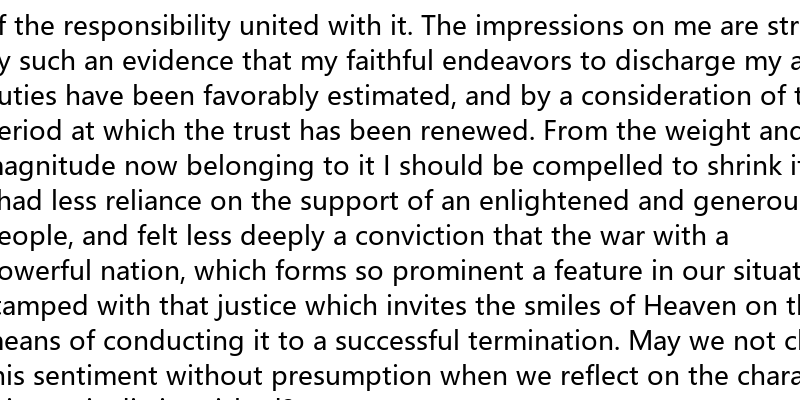 f the responsibility united with it. The impressions on me are str
y such an evidence that my faithful endeavors to discharge my a
uties have been favorably estimated, and by a consideration of t
eriod at which the trust has been renewed. From the weight and
agnitude now belonging to it I should be compelled to shrink i
had less reliance on the support of an enlightened and generou
eople, and felt less deeply a conviction that the war with a
owerful nation, which forms so prominent a feature in our situat
tamped with that justice which invites the smiles of Heaven on th
eans of conducting it to a successful termination. May we not ch
his sentiment without presumption when we reflect on the chara